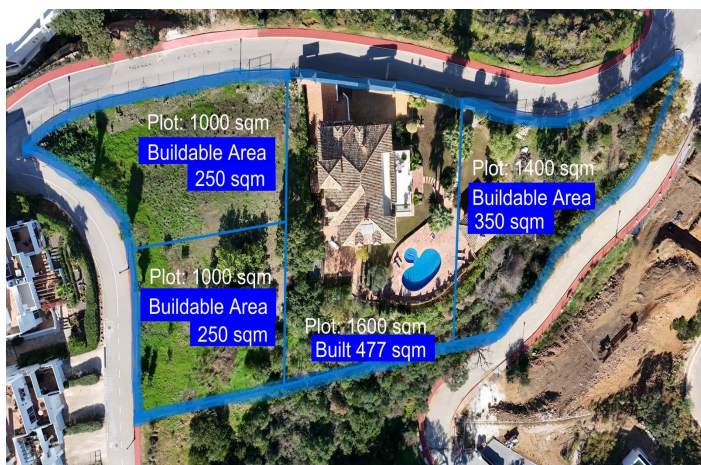 Plot: 1000 sqm
Buildable Area
250 sqm
Plot: 1400 sqm
Buildable Area
350 sqm
Plot: 1000 sqm
Buildable Area
250 sqm
Plot: 1600 sqm
Built 477 sqm